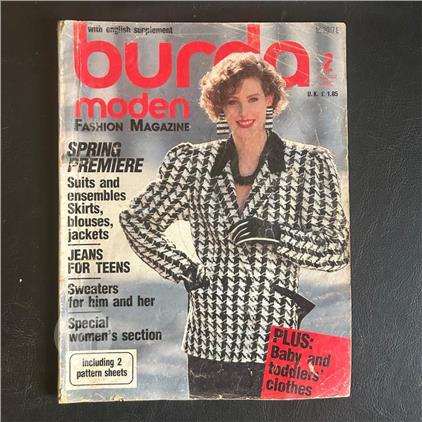 with english supplement
burda
moden
FASHION MAGAZINE
2
U.K. £ 1.85
SPRING
PREMIERE
Suits and
ensembles
Skirts,
blouses,
jackets
JEANS
FOR TEENS
Sweaters
for him and her
Special
women's section
including 2
pattern sheets
PLUS:
Baby and
toddlers'
clothes